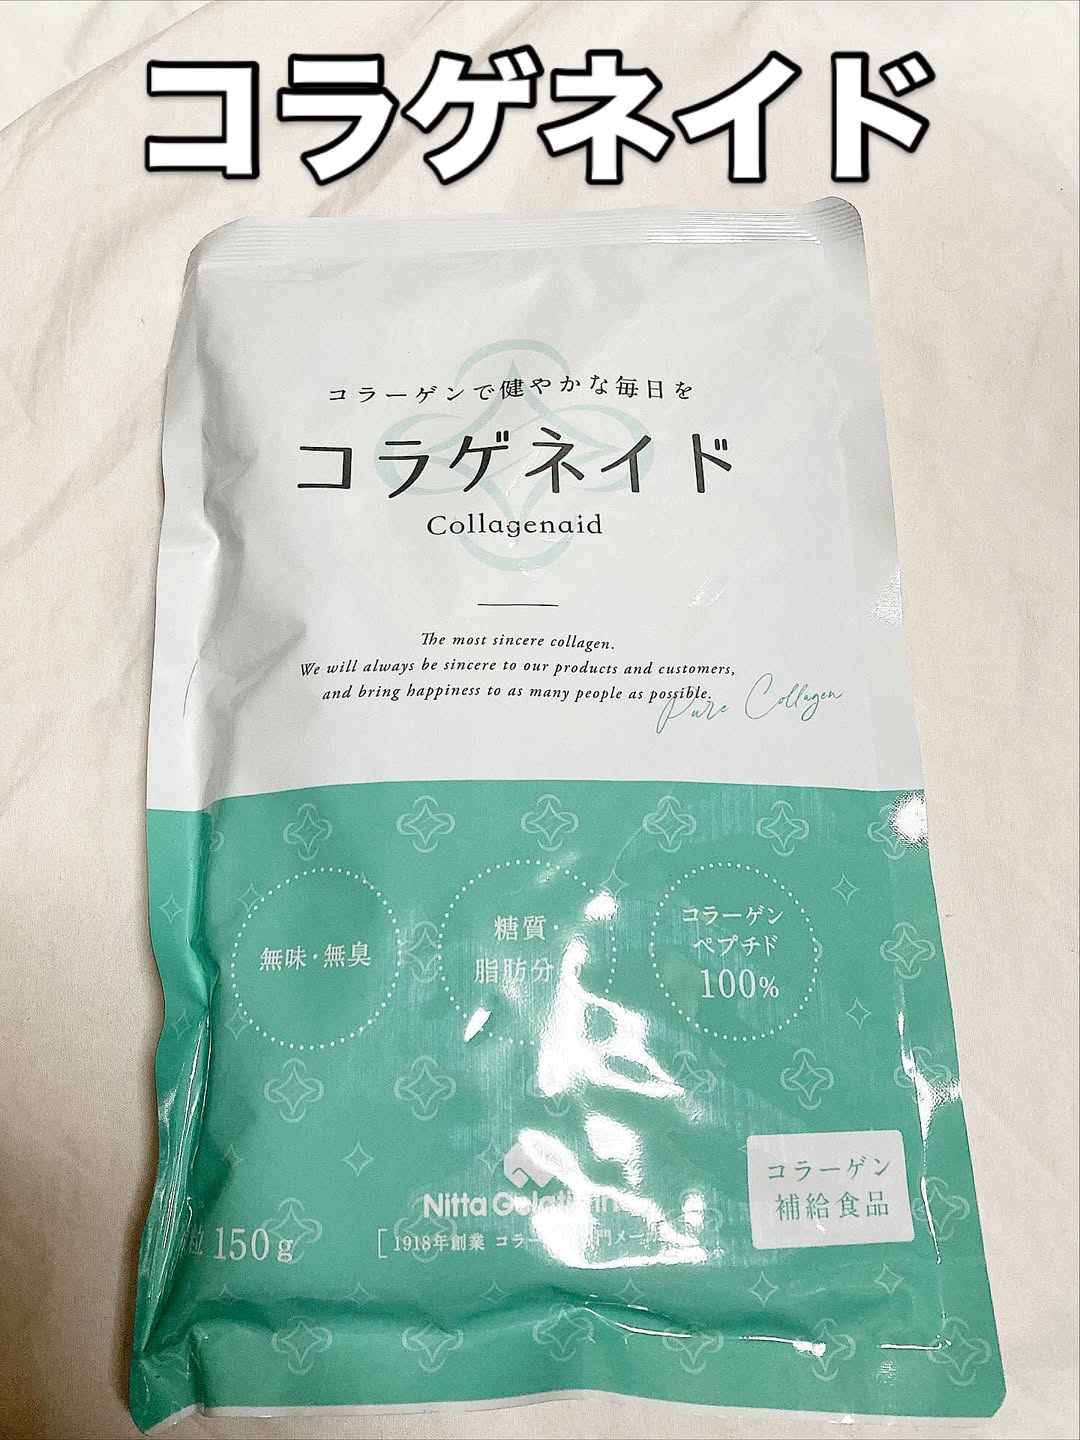 コラゲネイド
コラーゲンで健やかな毎日を
コラゲネイド
Collagenaid
The most sincere collagen.
We will always be sincere to our products and customers,
and bring happiness to as many people as possible.
Pure Collagen
無味・無臭
糖質・
脂肪分
コラーゲン
ペプチド
100%
コラーゲン
補給食品
Nitta
150g
[1918年創業 コラー